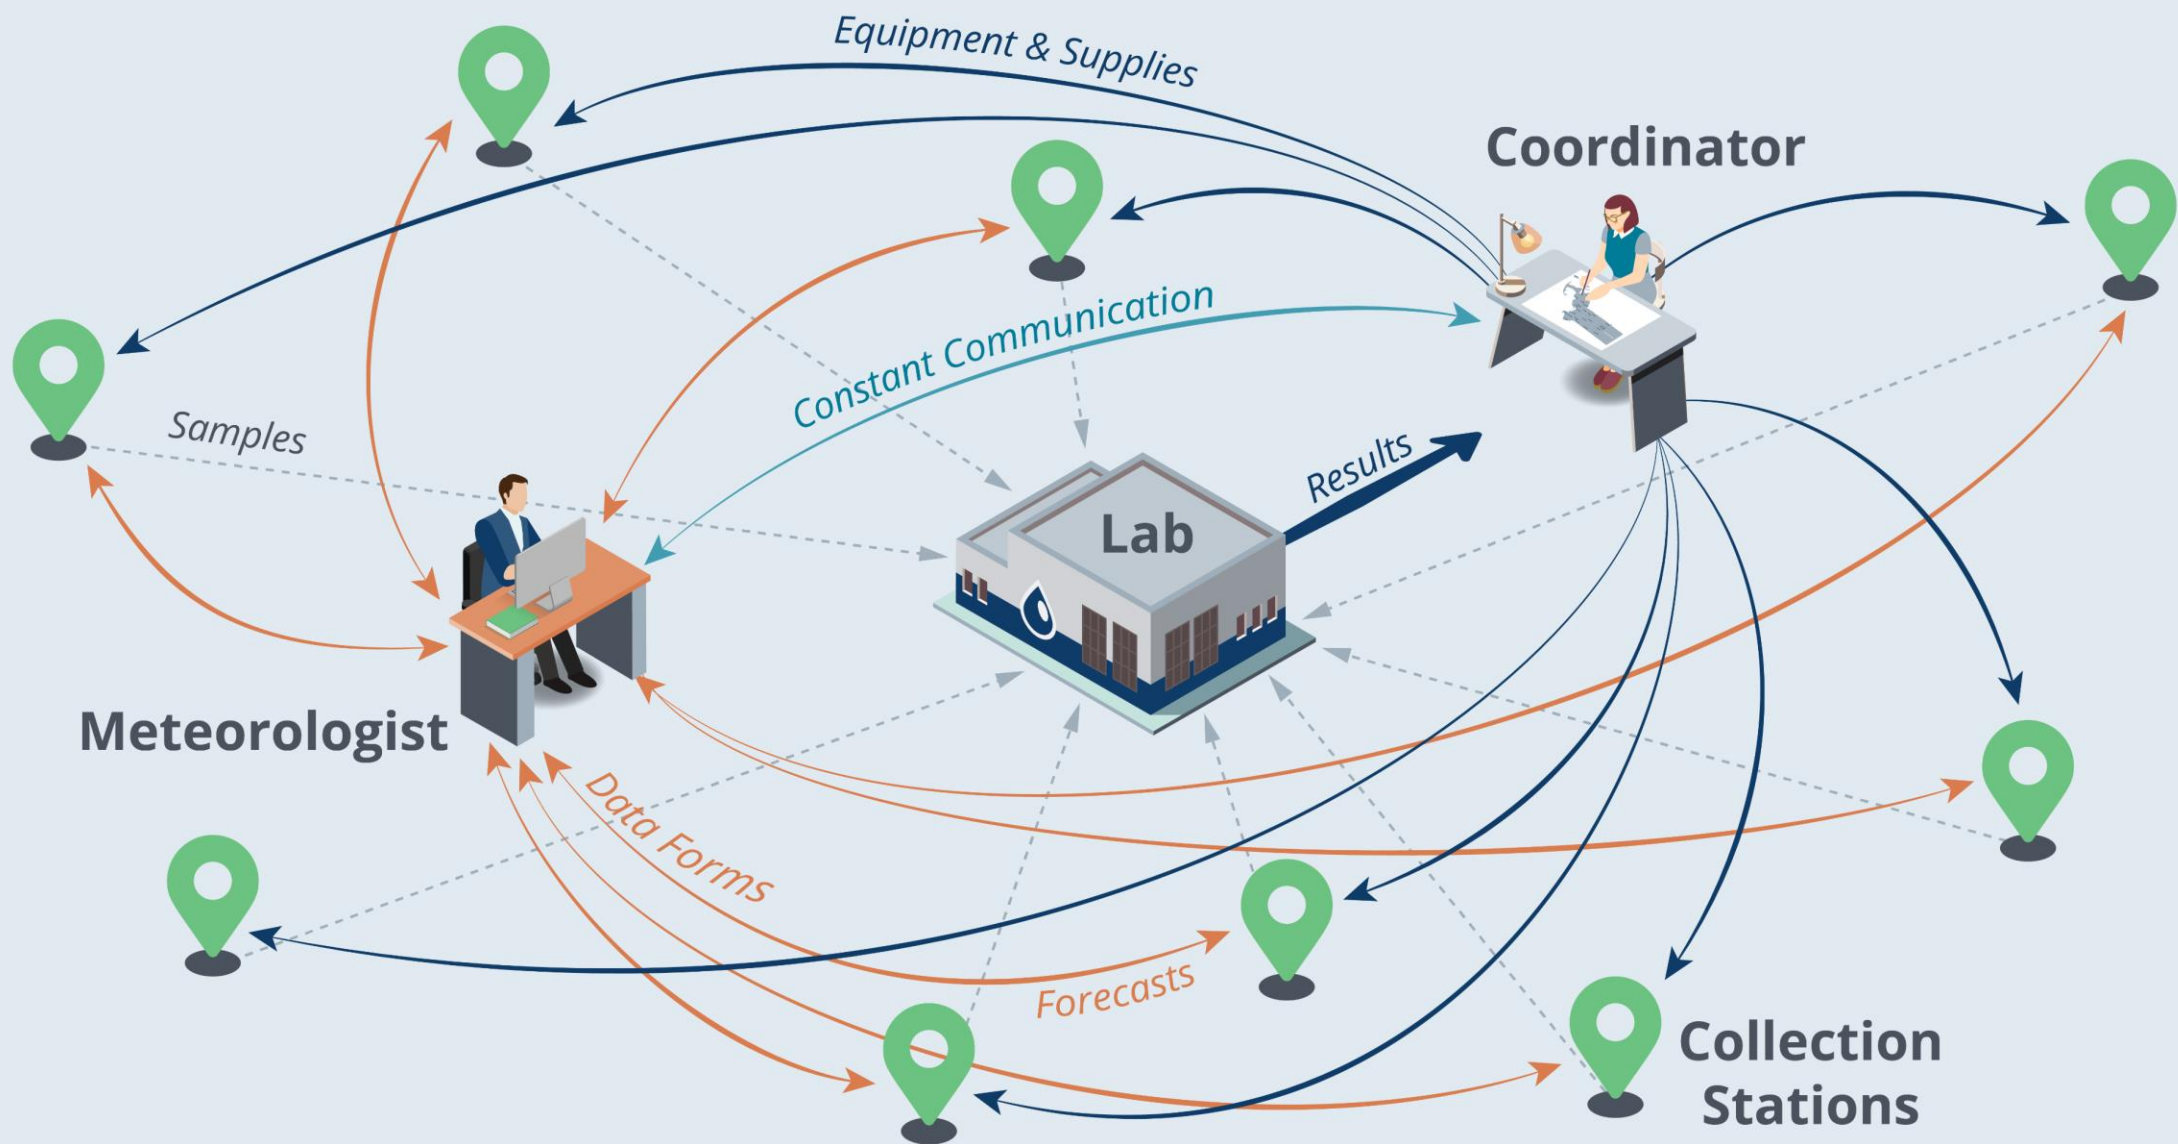 Equipment & Supplies
Coordinator
Constant Communication
Samples
Results
Lab
Meteorologist
Data Forms
Forecasts
Collection
Stations